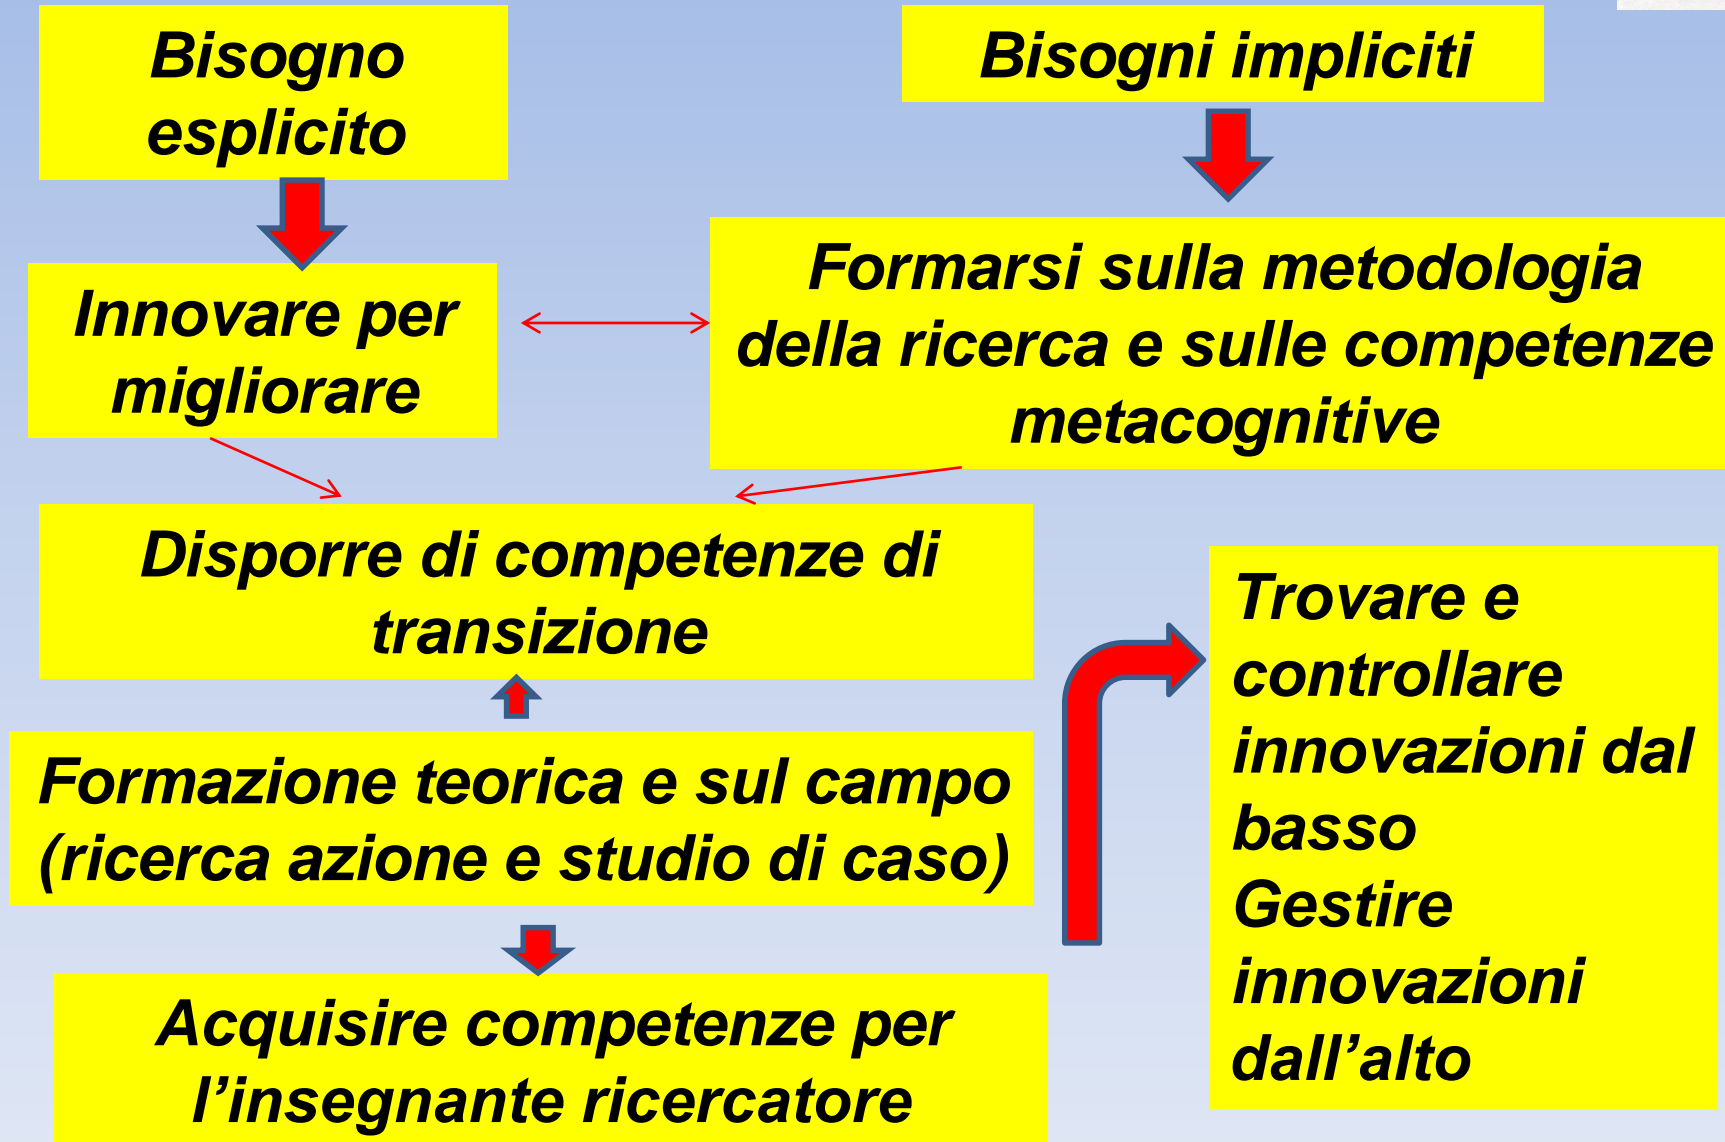 Bisogno
esplicito
Bisogni impliciti
Innovare per
migliorare
Formarsi sulla metodologia
della ricerca e sulle competenze
metacognitive
Disporre di competenze di
transizione
Formazione teorica e sul campo
(ricerca azione e studio di caso)
Acquisire competenze per
l’insegnante ricercatore
Trovare e
controllare
innovazioni dal
basso
Gestire
innovazioni
dall’alto